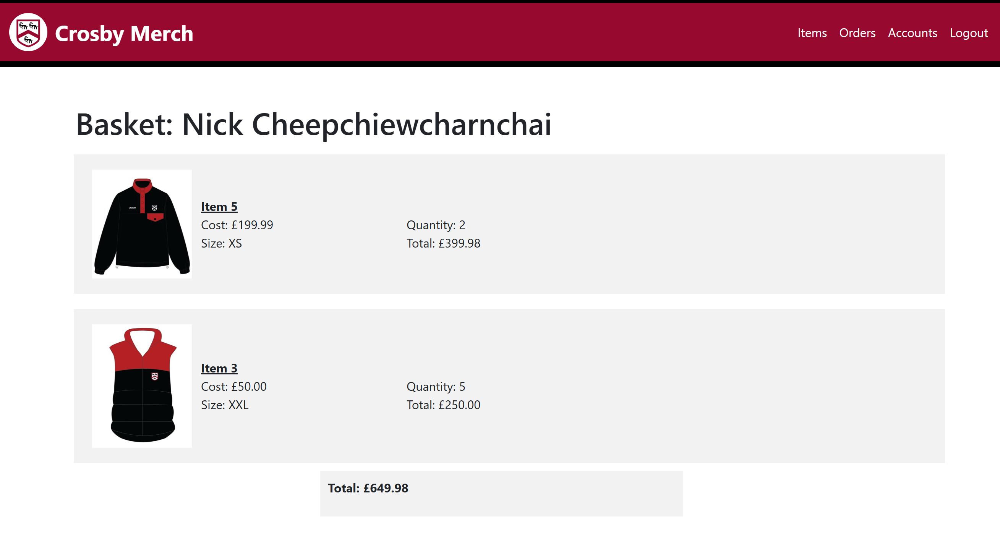 Crosby Merch
Items Orders Accounts Logout
Basket: Nick Cheepchiewcharnchai
CROSBY
Item 5
Cost: £199.99 Quantity: 2
Size: XS Total: £399.98
Item 3
Cost: £50.00 Quantity: 5
Size: XXL Total: £250.00
Total: £649.98